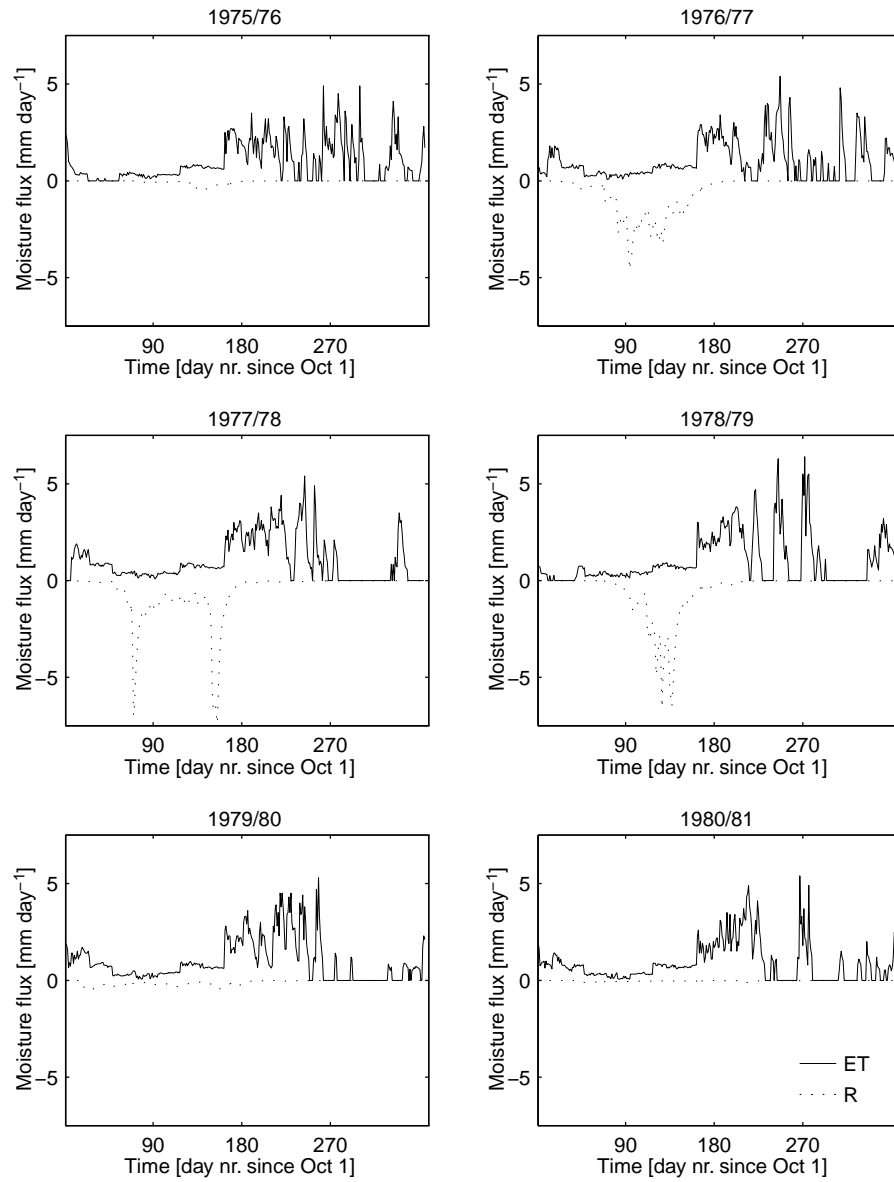 1975/76
Moisture flux [mm day−1]
5
0
−5
90 180 270
Time [day nr. since Oct 1]
1976/77
Moisture flux [mm day−1]
5
0
−5
90 180 270
Time [day nr. since Oct 1]
1977/78
Moisture flux [mm day−1]
5
0
−5
90 180 270
Time [day nr. since Oct 1]
1978/79
Moisture flux [mm day−1]
5
0
−5
90 180 270
Time [day nr. since Oct 1]
1979/80
Moisture flux [mm day−1]
5
0
−5
90 180 270
Time [day nr. since Oct 1]
1980/81
Moisture flux [mm day−1]
5
0
−5
ET
R
90 180 270
Time [day nr. since Oct 1]